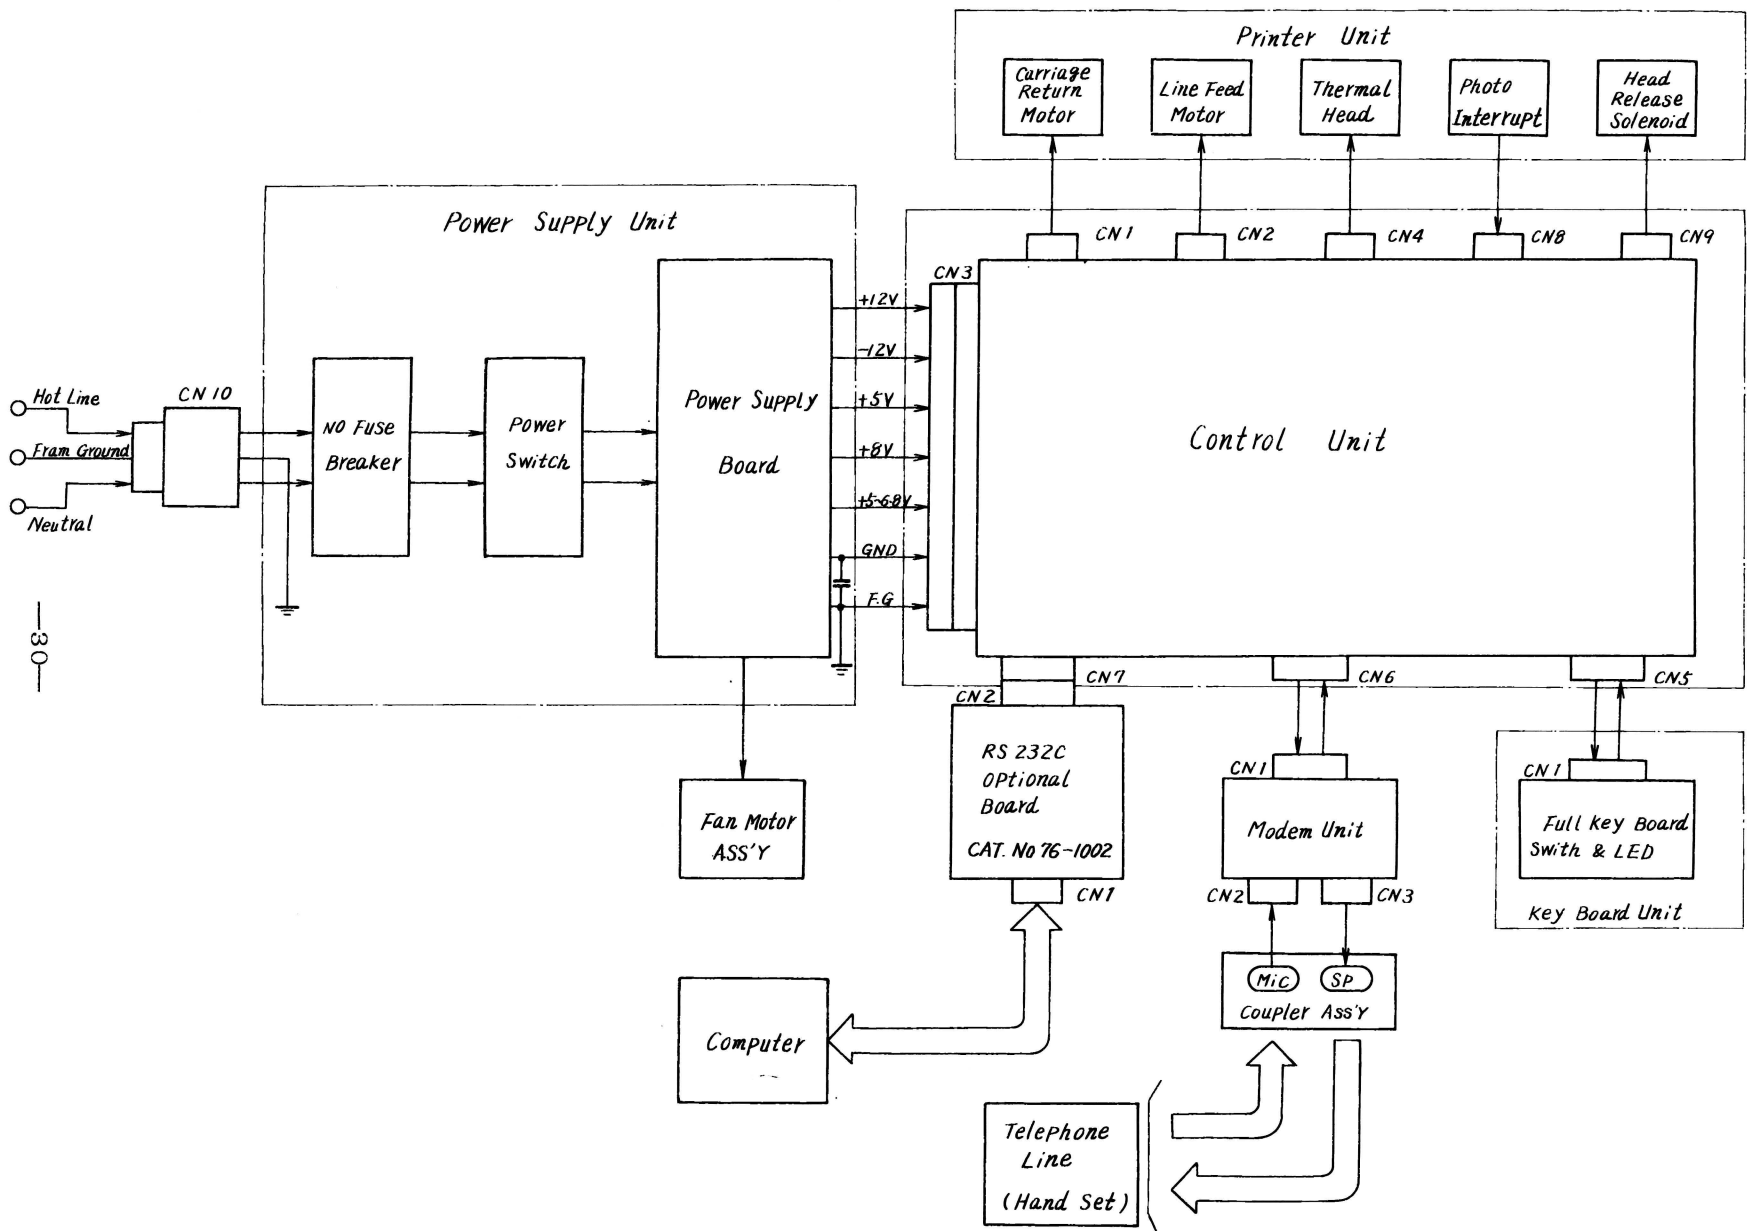 Printer Unit
Carriage
Return
Motor
Line Feed
Motor
Thermal
Head
Photo
Interrupt
Head
Release
Solenoid
CN1
CN2
CN4
CN8
CN9
Power Supply Unit
CN3
+12V
-12V
+5V
+8V
+5-6.8V
GND
F.G
Hot Line
Fram Ground
Neutral
CN 10
NO Fuse
Breaker
Power
Switch
Power Supply
Board
Control Unit
—30—
CN7
CN6
CN5
CN2
RS 232C
OPtional
Board
CAT. No 76-1002
CN1
CN1
Modem Unit
CN2
CN3
CN1
Full Key Board
Swith & LED
Key Board Unit
Fan Motor
ASS'Y
Mic
SP
Coupler Ass'y
Computer
Telephone
Line
(Hand Set)